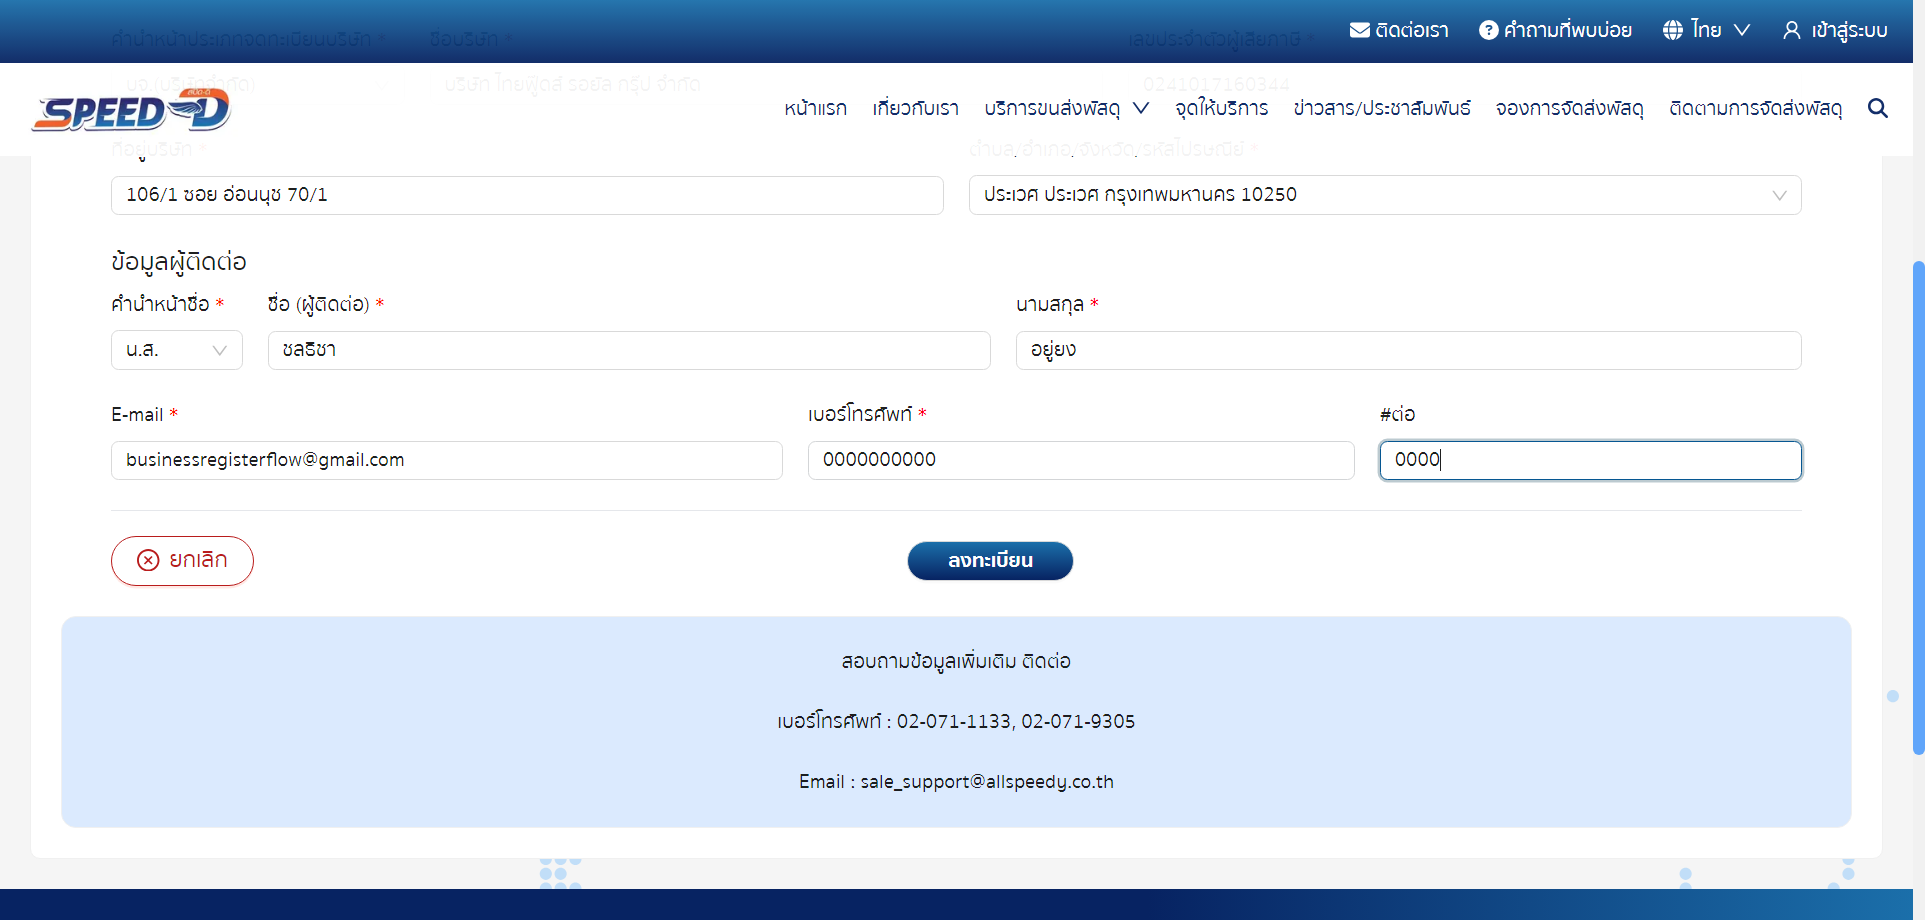 ติดต่อเรา คำถามที่พบบ่อย ไทย เข้าสู่ระบบ
คำนำหน้าประเภทจดทะเบียนบริษัท * ชื่อบริษัท * เลขประจำตัวผู้เสียภาษี *
บจ.(บริษัทจำกัด) บริษัท ไทยฟู้ดส์ รอยัล กรุ๊ป จำกัด 0241017160344
สปีด-ดี
SPEED-D หน้าแรก เกี่ยวกับเรา บริการขนส่งพัสดุ จุดให้บริการ ข่าวสาร/ประชาสัมพันธ์ จองการจัดส่งพัสดุ ติดตามการจัดส่งพัสดุ
ที่อยู่บริษัท * ตำบล/อำเภอ/จังหวัด/รหัสไปรษณีย์ *
106/1 ซอย อ่อนนุช 70/1 ประเวศ ประเวศ กรุงเทพมหานคร 10250
ข้อมูลผู้ติดต่อ
คำนำหน้าชื่อ * ชื่อ (ผู้ติดต่อ) * นามสกุล *
น.ส. ชลธิชา อยู่ยง
E-mail * เบอร์โทรศัพท์ * #ต่อ
businessregisterflow@gmail.com 0000000000 0000
ยกเลิก ลงทะเบียน
สอบถามข้อมูลเพิ่มเติม ติดต่อ
เบอร์โทรศัพท์ : 02-071-1133, 02-071-9305
Email : sale_support@allspeedy.co.th